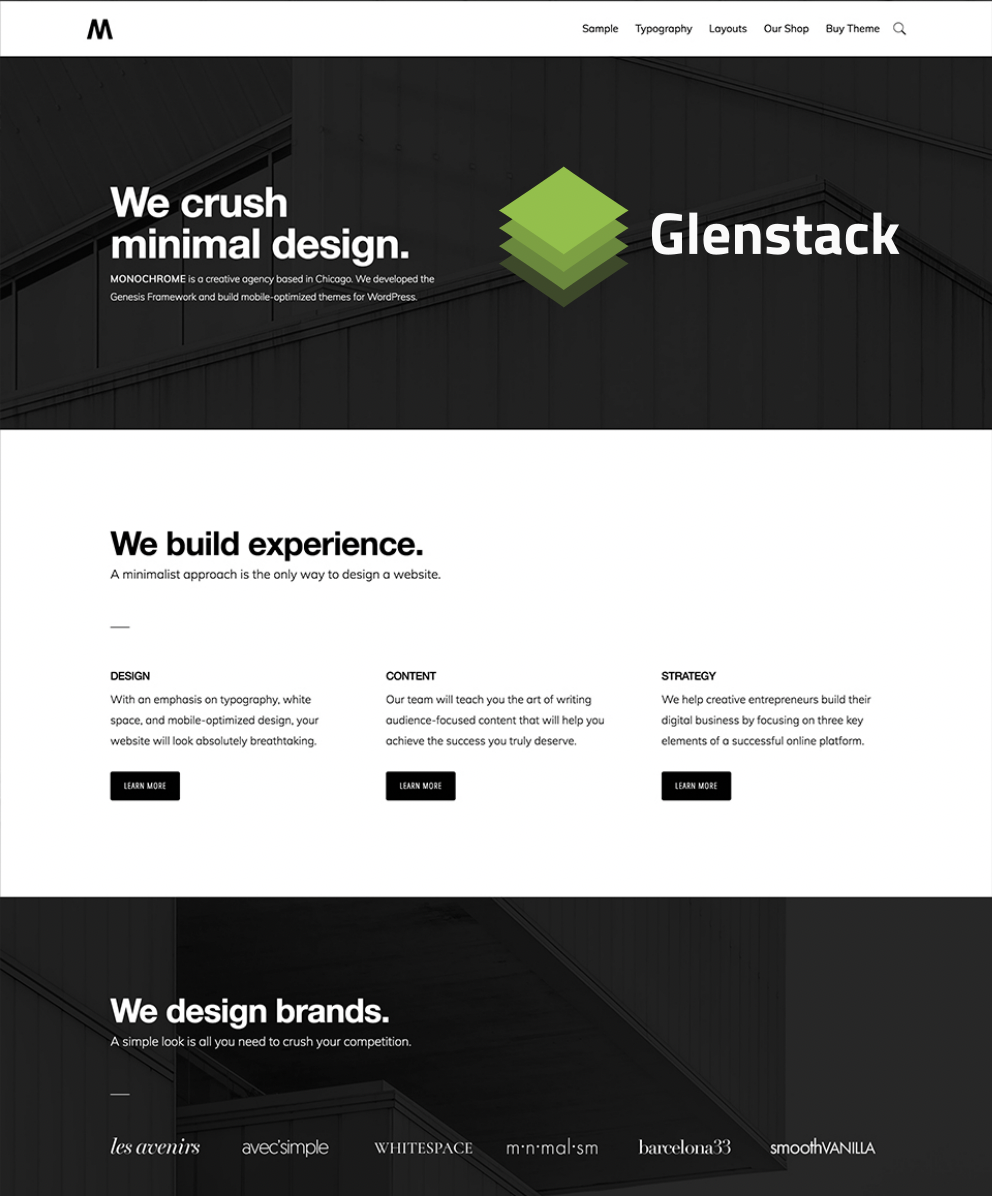 M
Sample Typography Layouts Our Shop Buy Theme
We crush
minimal design.
MONOCHROME is a creative agency based in Chicago. We developed the
Genesis Framework and build mobile-optimized themes for WordPress.
Glenstack
We build experience.
A minimalist approach is the only way to design a website.
DESIGN
With an emphasis on typography, white
space, and mobile-optimized design, your
website will look absolutely breathtaking.
LEARN MORE
CONTENT
Our team will teach you the art of writing
audience-focused content that will help you
achieve the success you truly deserve.
LEARN MORE
STRATEGY
We help creative entrepreneurs build their
digital business by focusing on three key
elements of a successful online platform.
LEARN MORE
We design brands.
A simple look is all you need to crush your competition.
les avenirs avec'simple WHITESPACE m·n·mal·sm barcelona33 smoothVANILLA